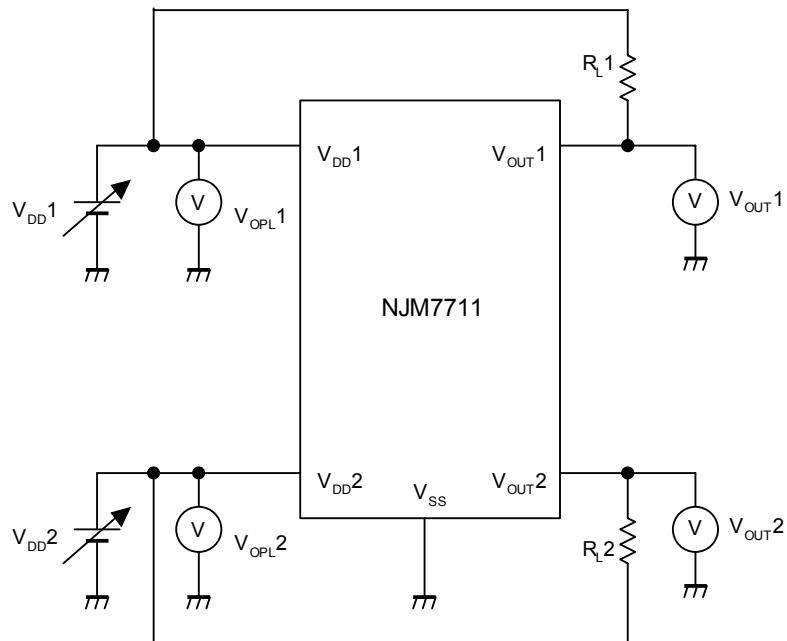 R_L1
V_DD1
V_OUT1
V_DD1
V
V_OPL1
V
V_OUT1
NJM7711
V_DD2
V_SS
V_OUT2
V_DD2
V
V_OPL2
R_L2
V
V_OUT2